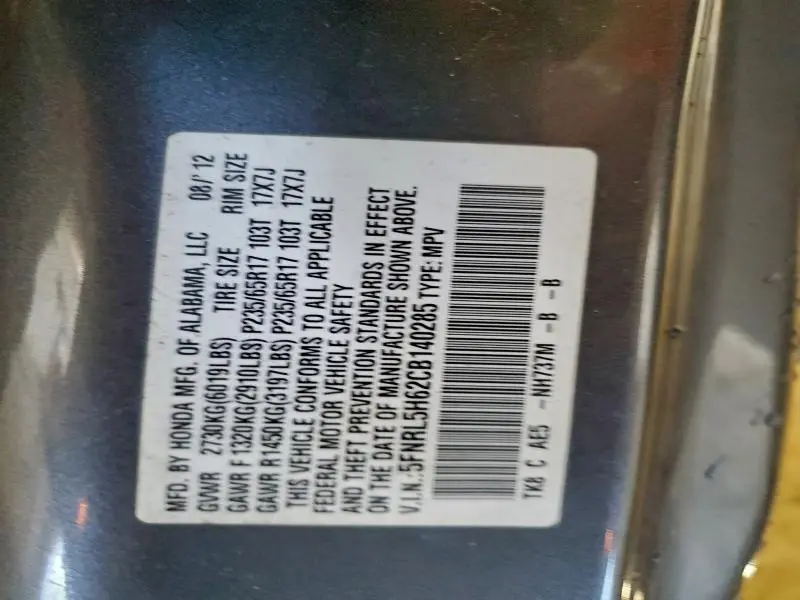 MFD. BY HONDA MFG. OF ALABAMA, LLC 08/'12
GVWR 2730KG(6019LBS) TIRE SIZE RIM SIZE
GAWR F 1320KG(2910LBS) P235/65R17 103T 17X7J
GAWR R1450KG(3197LBS) P235/65R17 103T 17X7J
THIS VEHICLE CONFORMS TO ALL APPLICABLE
FEDERAL MOTOR VEHICLE SAFETY
AND THEFT PREVENTION STANDARDS IN EFFECT
ON THE DATE OF MANUFACTURE SHOWN ABOVE.
V.I.N.:5FNRL5H62CB140285 TYPE: MPV
TK8 C AE5 -NH737M -B -B